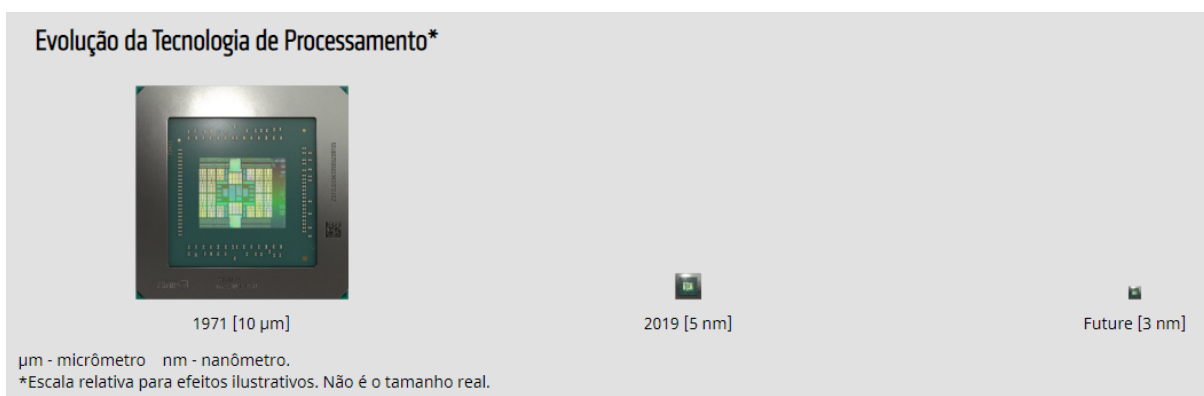 Evolução da Tecnologia de Processamento*
1971 [10 µm]
2019 [5 nm]
Future [3 nm]
µm - micrômetro nm - nanômetro.
*Escala relativa para efeitos ilustrativos. Não é o tamanho real.